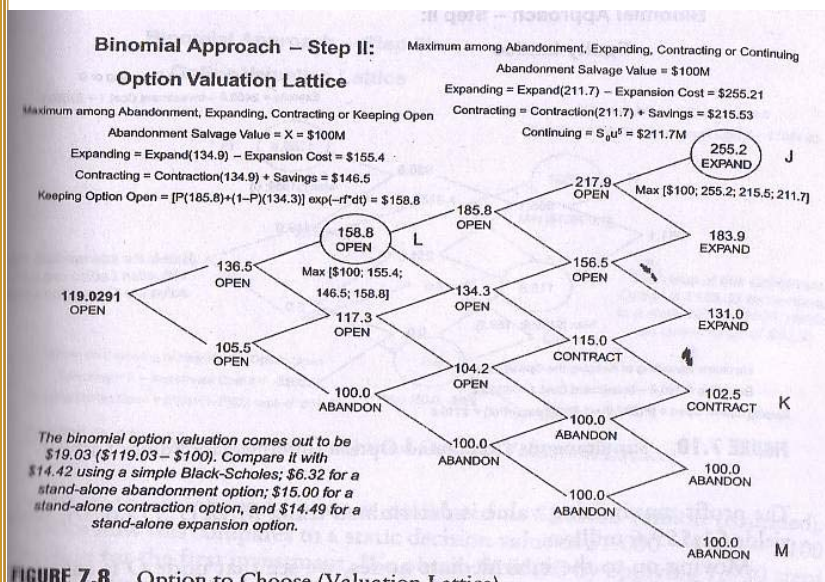 Binomial Approach – Step II:
Option Valuation Lattice
Maximum among Abandonment, Expanding, Contracting or Keeping Open
Abandonment Salvage Value = X = $100M
Expanding = Expand(134.9) – Expansion Cost = $155.4
Contracting = Contraction(134.9) + Savings = $146.5
Keeping Option Open = [P(185.8)+(1–P)(134.3)] exp(–rf*dt) = $158.8
Maximum among Abandonment, Expanding, Contracting or Continuing
Abandonment Salvage Value = $100M
Expanding = Expand(211.7) – Expansion Cost = $255.21
Contracting = Contraction(211.7) + Savings = $215.53
Continuing = S₀u⁵ = $211.7M
119.0291
OPEN
136.5
OPEN
105.5
OPEN
158.8
OPEN
L
Max [$100; 155.4;
146.5; 158.8]
117.3
OPEN
100.0
ABANDON
185.8
OPEN
134.3
OPEN
104.2
OPEN
100.0
ABANDON
217.9
OPEN
156.5
OPEN
115.0
CONTRACT
100.0
ABANDON
100.0
ABANDON
255.2
EXPAND
J
Max [$100; 255.2; 215.5; 211.7]
183.9
EXPAND
131.0
EXPAND
102.5
CONTRACT
K
100.0
ABANDON
100.0
ABANDON
M
The binomial option valuation comes out to be
$19.03 ($119.03 – $100). Compare it with
$14.42 using a simple Black-Scholes; $6.32 for a
stand-alone abandonment option; $15.00 for a
stand-alone contraction option, and $14.49 for a
stand-alone expansion option.
FIGURE 7.8 Option to Choose (Valuation Lattice)